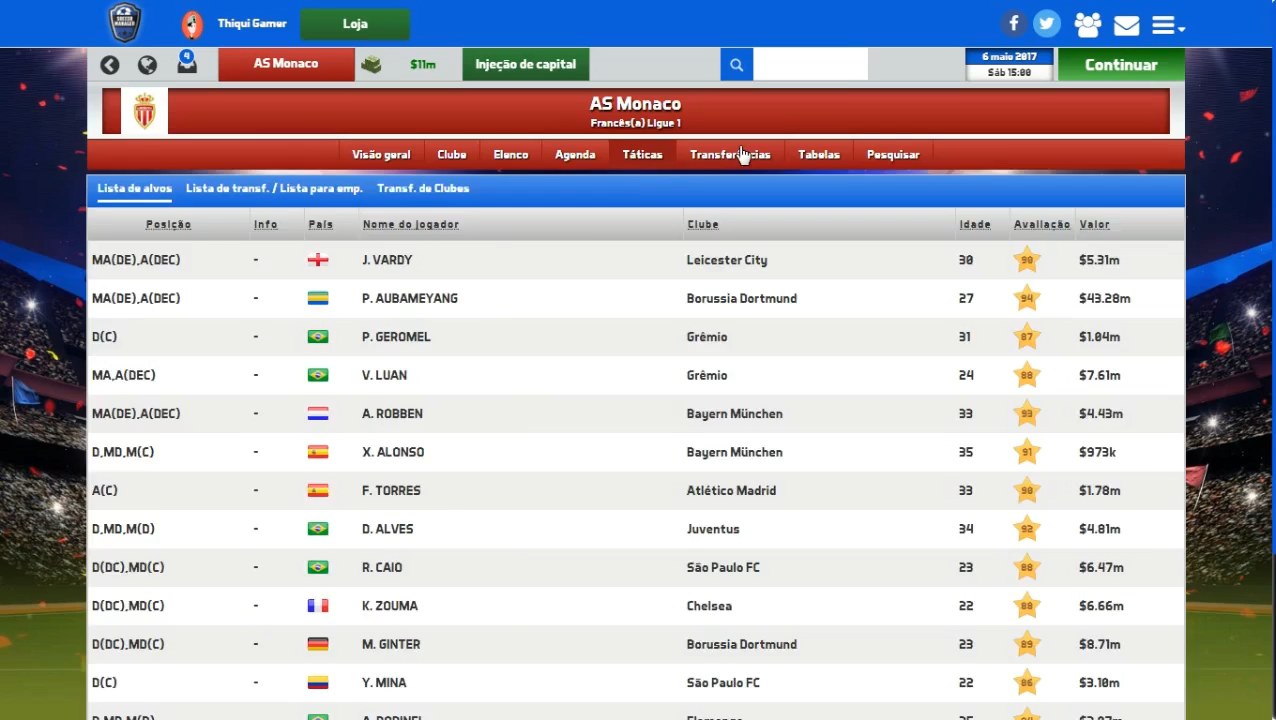 Thiqui Gamer
Loja
4
AS Monaco
$11m
Injeção de capital
6 maio 2017
Sáb 15:00
Continuar
AS Monaco
Francês(a) Ligue 1
Visão geral Clube Elenco Agenda Táticas Transferências Tabelas Pesquisar
Lista de alvos Lista de transf. / Lista para emp. Transf. de Clubes
Posição Info País Nome do jogador Clube Idade Avaliação Valor
MA(DE),A(DEC) - J. VARDY Leicester City 30 90 $5.31m
MA(DE),A(DEC) - P. AUBAMEYANG Borussia Dortmund 27 94 $43.28m
D(C) - P. GEROMEL Grêmio 31 87 $1.04m
MA,A(DEC) - V. LUAN Grêmio 24 88 $7.61m
MA(DE),A(DEC) - A. ROBBEN Bayern München 33 93 $4.43m
D,MD,M(C) - X. ALONSO Bayern München 35 91 $973k
A(C) - F. TORRES Atlético Madrid 33 90 $1.78m
D,MD,M(D) - D. ALVES Juventus 34 92 $4.81m
D(DC),MD(C) - R. CAIO São Paulo FC 23 88 $6.47m
D(DC),MD(C) - K. ZOUMA Chelsea 22 88 $6.66m
D(DC),MD(C) - M. GINTER Borussia Dortmund 23 89 $8.71m
D(C) - Y. MINA São Paulo FC 22 86 $3.10m